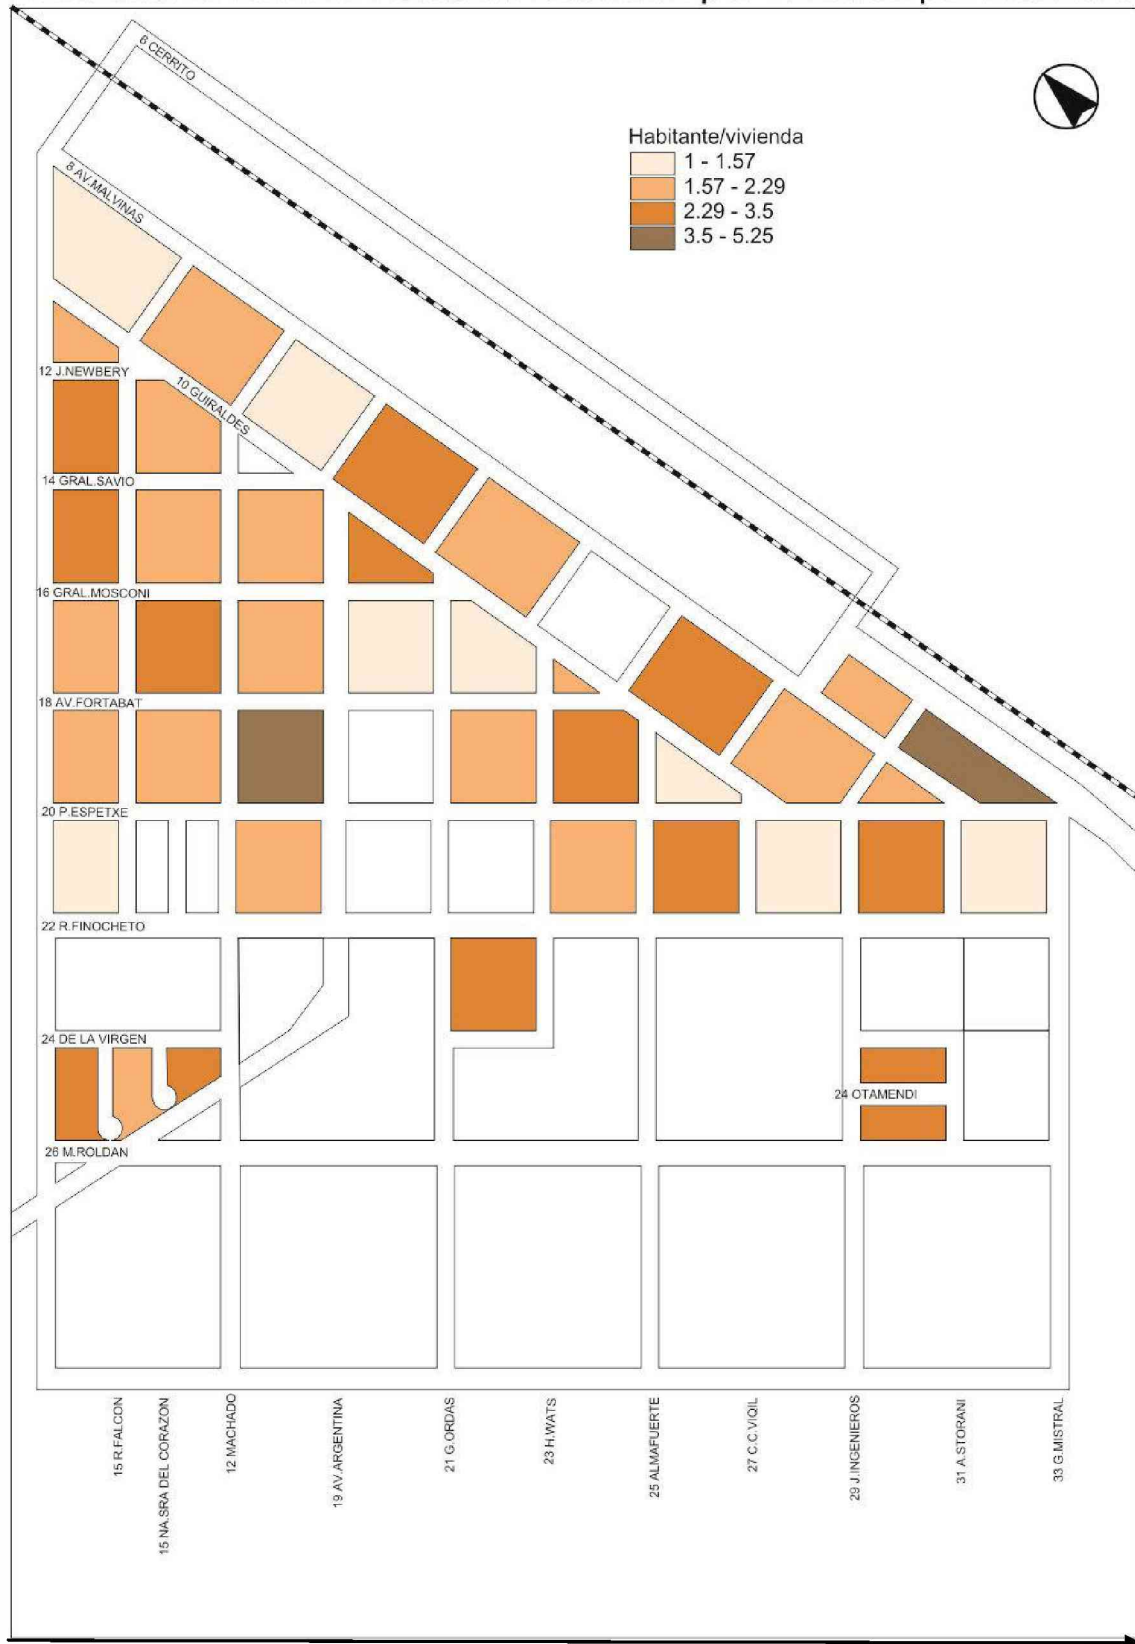 6 CERRITO
Habitante/vivienda
1 - 1.57
1.57 - 2.29
2.29 - 3.5
3.5 - 5.25
8 AV.MALVINAS
12 J.NEWBERY
10 GUIRALDES
14 GRAL.SAVIO
16 GRAL.MOSCONI
18 AV.FORTABAT
20 P.ESPETXE
22 R.FINOCHETO
24 DE LA VIRGEN
24 OTAMENDI
26 M.ROLDAN
15 R.FALCON
15 NA.SRA DEL CORAZON
12 MACHADO
19 AV.ARGENTINA
21 G.ORDAS
23 H.WATS
25 ALMAFUERTE
27 C.C.VIQIL
29 J.INGENIEROS
31 A.STORANI
33 G.MISTRAL